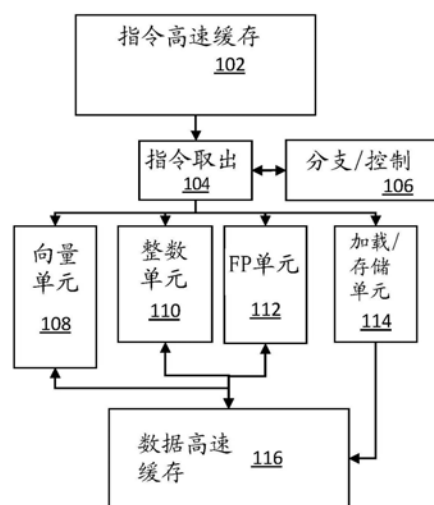 指令高速缓存
102
指令取出
104
分支/控制
106
向量
单元
108
整数
单元
110
FP单元
112
加载/
存储
单元
114
数据高速
缓存
116